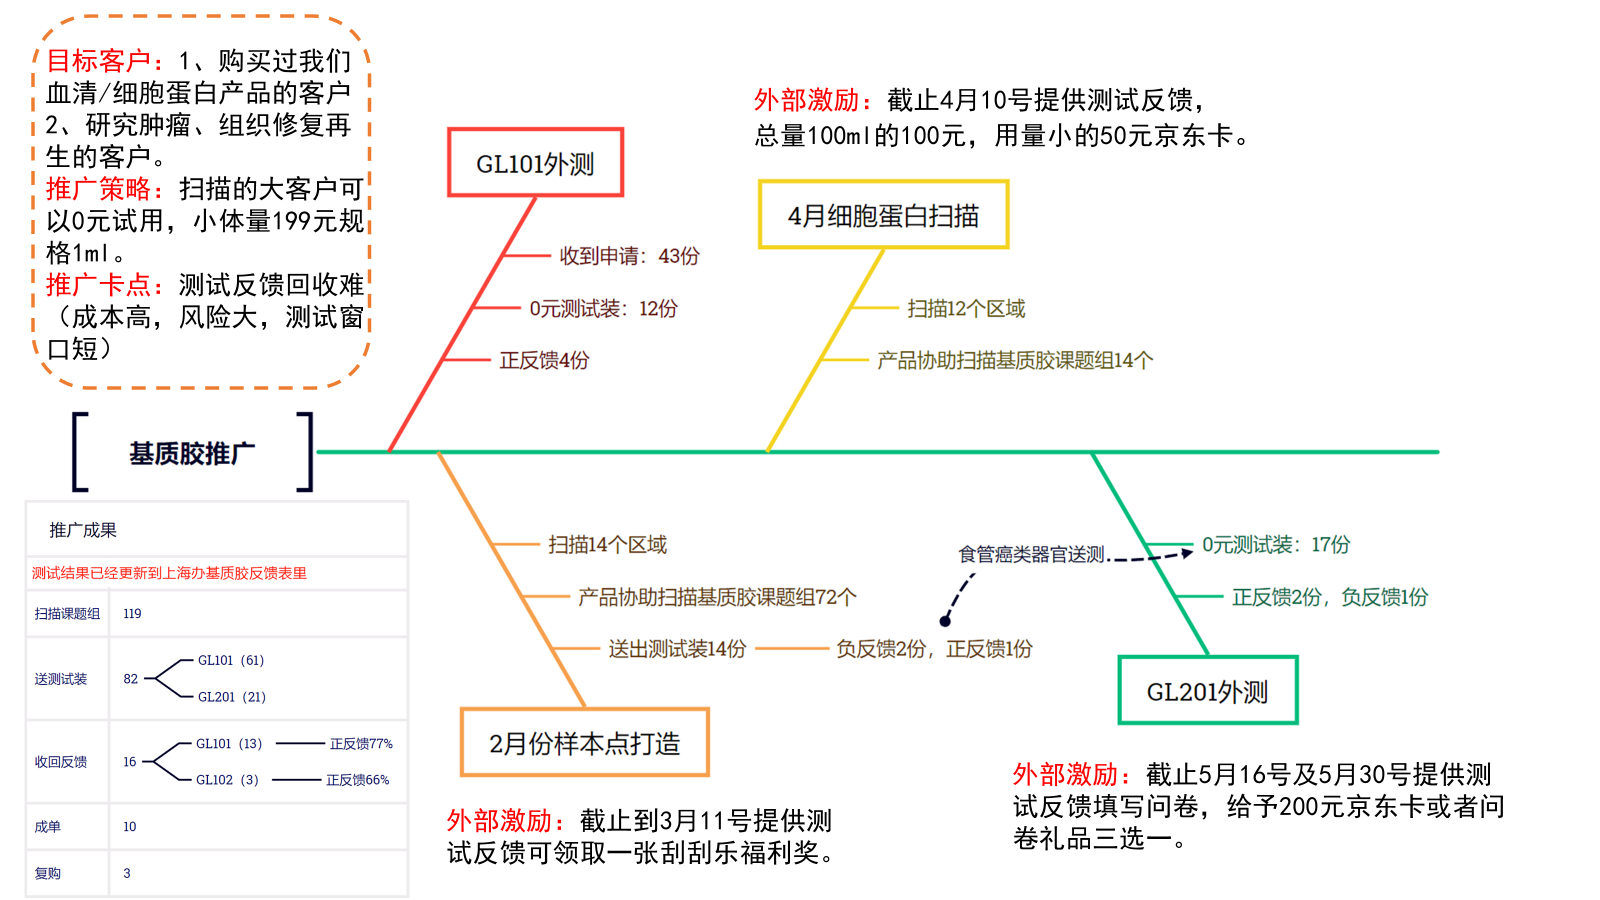 目标客户：1、购买过我们
血清/细胞蛋白产品的客户
2、研究肿瘤、组织修复再
生的客户。
推广策略：扫描的大客户可
以0元试用，小体量199元规
格1ml。
推广卡点：测试反馈回收难
（成本高，风险大，测试窗
口短）
外部激励：截止4月10号提供测试反馈，
总量100ml的100元，用量小的50元京东卡。
GL101外测
收到申请：43份
0元测试装：12份
正反馈4份
4月细胞蛋白扫描
扫描12个区域
产品协助扫描基质胶课题组14个
基质胶推广
推广成果
测试结果已经更新到上海办基质胶反馈表里
扫描课题组 119
送测试装 82
GL101（61）
GL201（21）
收回反馈 16
GL101（13） 正反馈77%
GL102（3） 正反馈66%
成单 10
复购 3
扫描14个区域
产品协助扫描基质胶课题组72个
送出测试装14份 负反馈2份，正反馈1份
2月份样本点打造
外部激励：截止到3月11号提供测
试反馈可领取一张刮刮乐福利奖。
食管癌类器官送测
0元测试装：17份
正反馈2份，负反馈1份
GL201外测
外部激励：截止5月16号及5月30号提供测
试反馈填写问卷，给予200元京东卡或者问
卷礼品三选一。